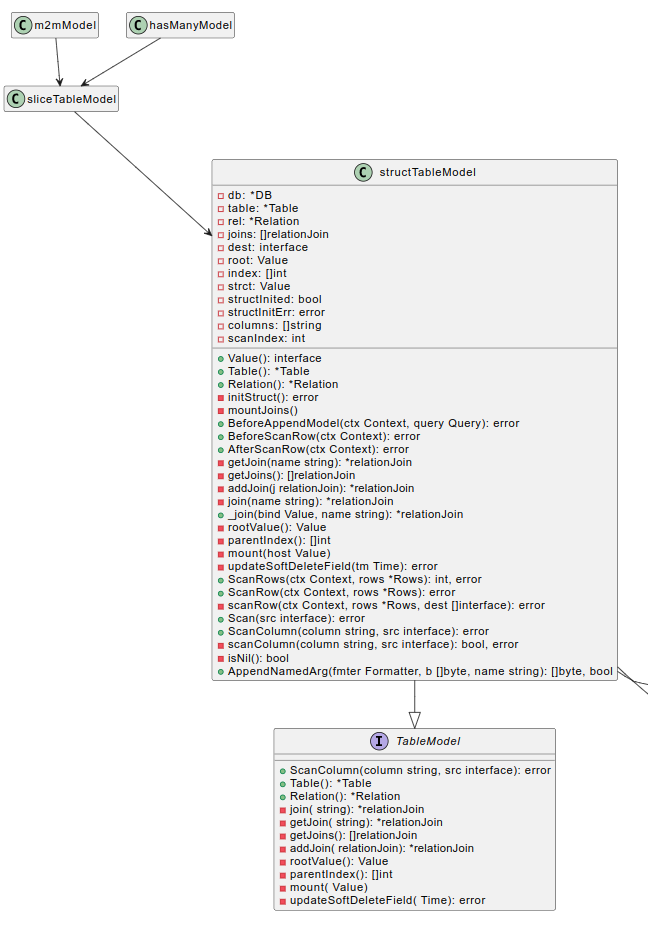 C m2mModel
C hasManyModel
C sliceTableModel
C structTableModel
db: *DB
table: *Table
rel: *Relation
joins: []relationJoin
dest: interface
root: Value
index: []int
strct: Value
structInited: bool
structInitErr: error
columns: []string
scanIndex: int
Value(): interface
Table(): *Table
Relation(): *Relation
initStruct(): error
mountJoins()
BeforeAppendModel(ctx Context, query Query): error
BeforeScanRow(ctx Context): error
AfterScanRow(ctx Context): error
getJoin(name string): *relationJoin
getJoins(): []relationJoin
addJoin(j relationJoin): *relationJoin
join(name string): *relationJoin
_join(bind Value, name string): *relationJoin
rootValue(): Value
parentIndex(): []int
mount(host Value)
updateSoftDeleteField(tm Time): error
ScanRows(ctx Context, rows *Rows): int, error
ScanRow(ctx Context, rows *Rows): error
scanRow(ctx Context, rows *Rows, dest []interface): error
Scan(src interface): error
ScanColumn(column string, src interface): error
scanColumn(column string, src interface): bool, error
isNil(): bool
AppendNamedArg(fmter Formatter, b []byte, name string): []byte, bool
I TableModel
ScanColumn(column string, src interface): error
Table(): *Table
Relation(): *Relation
join( string): *relationJoin
getJoin( string): *relationJoin
getJoins(): []relationJoin
addJoin( relationJoin): *relationJoin
rootValue(): Value
parentIndex(): []int
mount( Value)
updateSoftDeleteField( Time): error